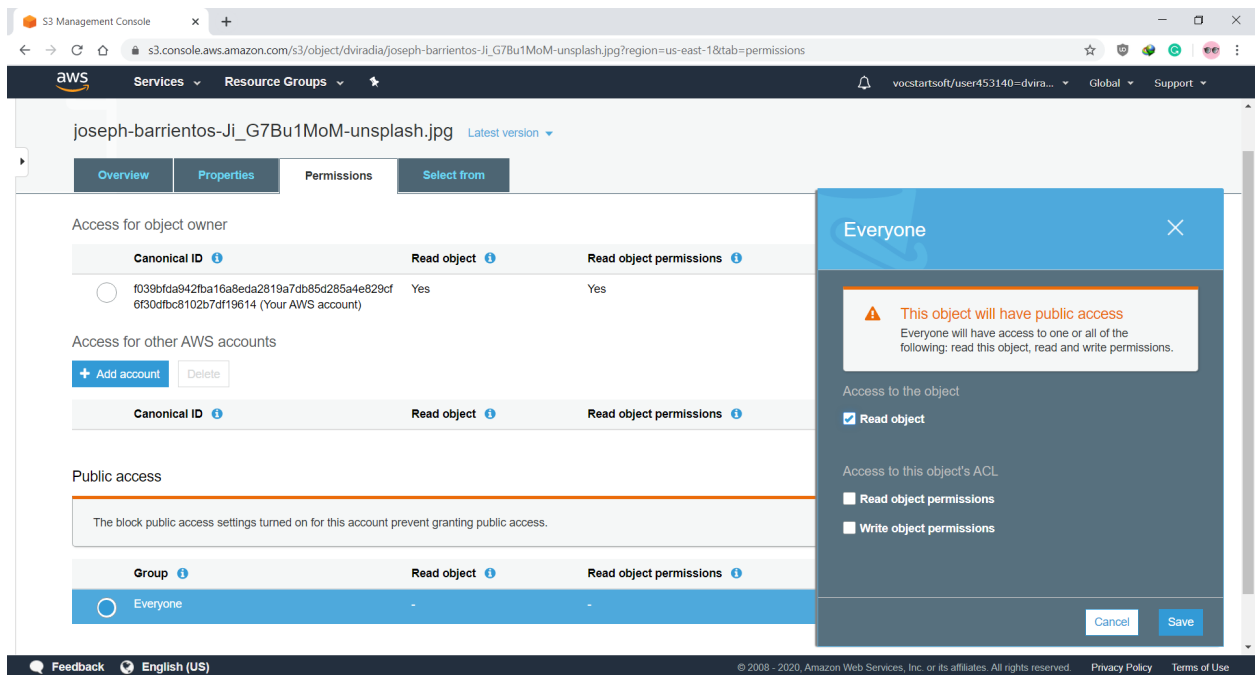 S3 Management Console
s3.console.aws.amazon.com/s3/object/dviradia/joseph-barrientos-Ji_G7Bu1MoM-unsplash.jpg?region=us-east-1&tab=permissions
aws Services Resource Groups vocstartsoft/user453140=dvira... Global Support
joseph-barrientos-Ji_G7Bu1MoM-unsplash.jpg Latest version
Overview Properties Permissions Select from
Access for object owner
Canonical ID Read object Read object permissions
f039bfda942fba16a8eda2819a7db85d285a4e829cf Yes Yes
6f30dfbc8102b7df19614 (Your AWS account)
Access for other AWS accounts
+ Add account Delete
Canonical ID Read object Read object permissions
Public access
The block public access settings turned on for this account prevent granting public access.
Group Read object Read object permissions
Everyone - -
Everyone
This object will have public access
Everyone will have access to one or all of the
following: read this object, read and write permissions.
Access to the object
Read object
Access to this object's ACL
Read object permissions
Write object permissions
Cancel Save
Feedback English (US) © 2008 - 2020, Amazon Web Services, Inc. or its affiliates. All rights reserved. Privacy Policy Terms of Use